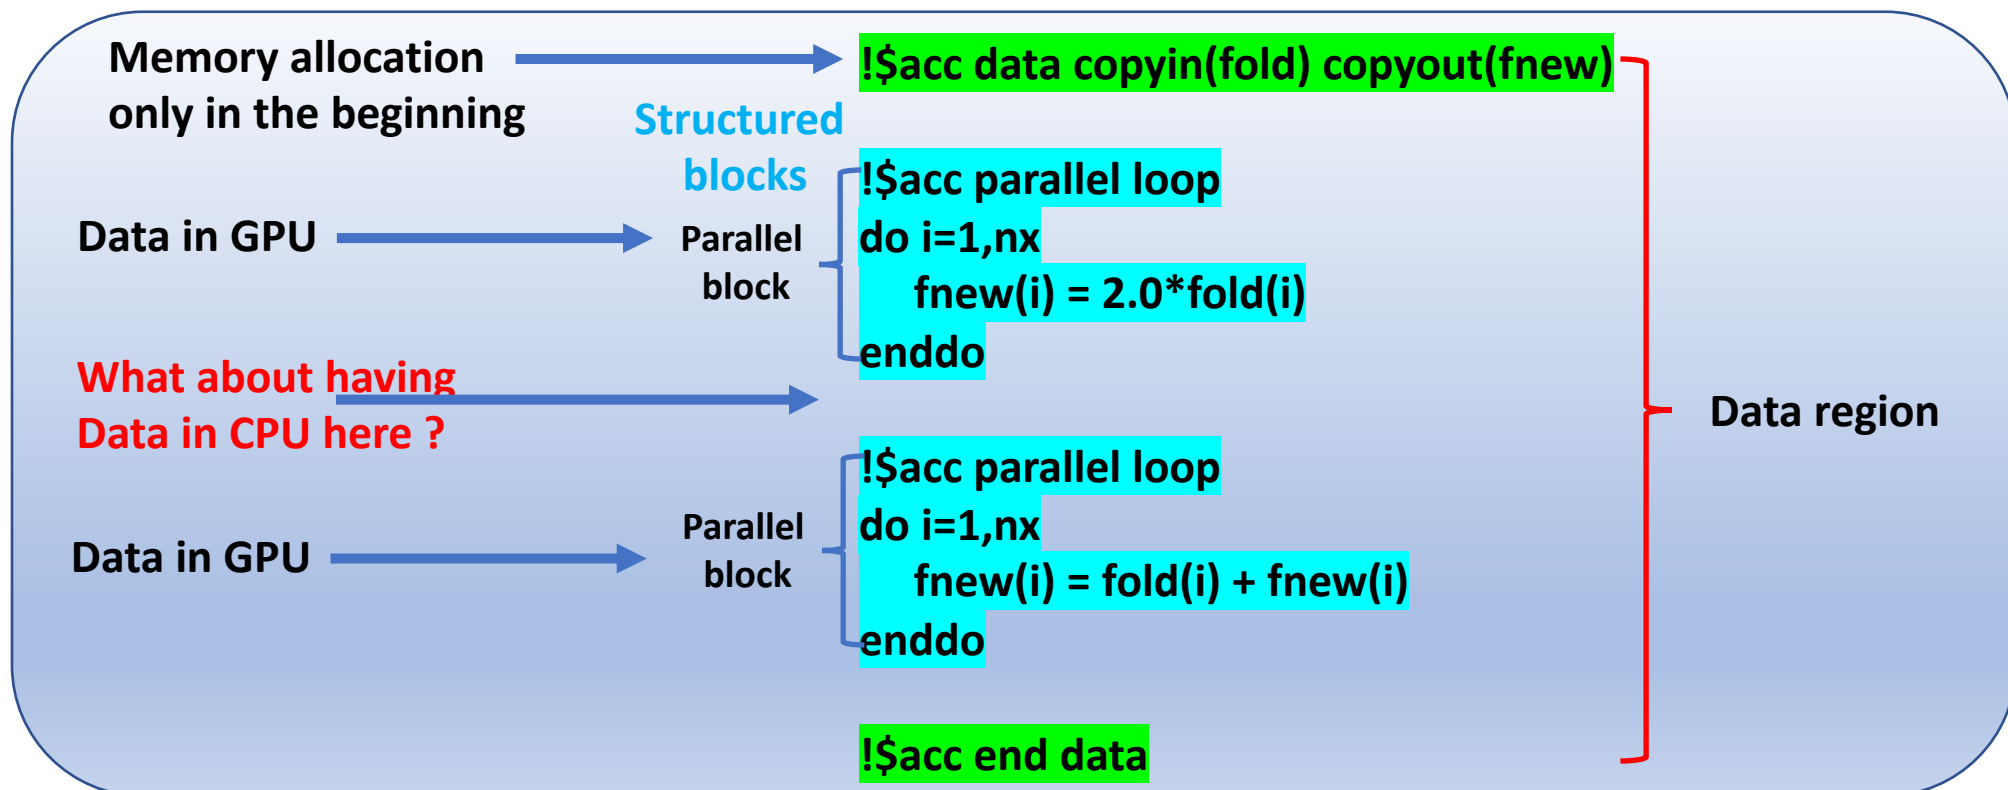 Memory allocation
only in the beginning
!$acc data copyin(fold) copyout(fnew)
Structured
blocks
!$acc parallel loop
do i=1,nx
fnew(i) = 2.0*fold(i)
enddo
Data in GPU
Parallel
block
What about having
Data in CPU here ?
Data region
!$acc parallel loop
do i=1,nx
fnew(i) = fold(i) + fnew(i)
enddo
Data in GPU
Parallel
block
!$acc end data